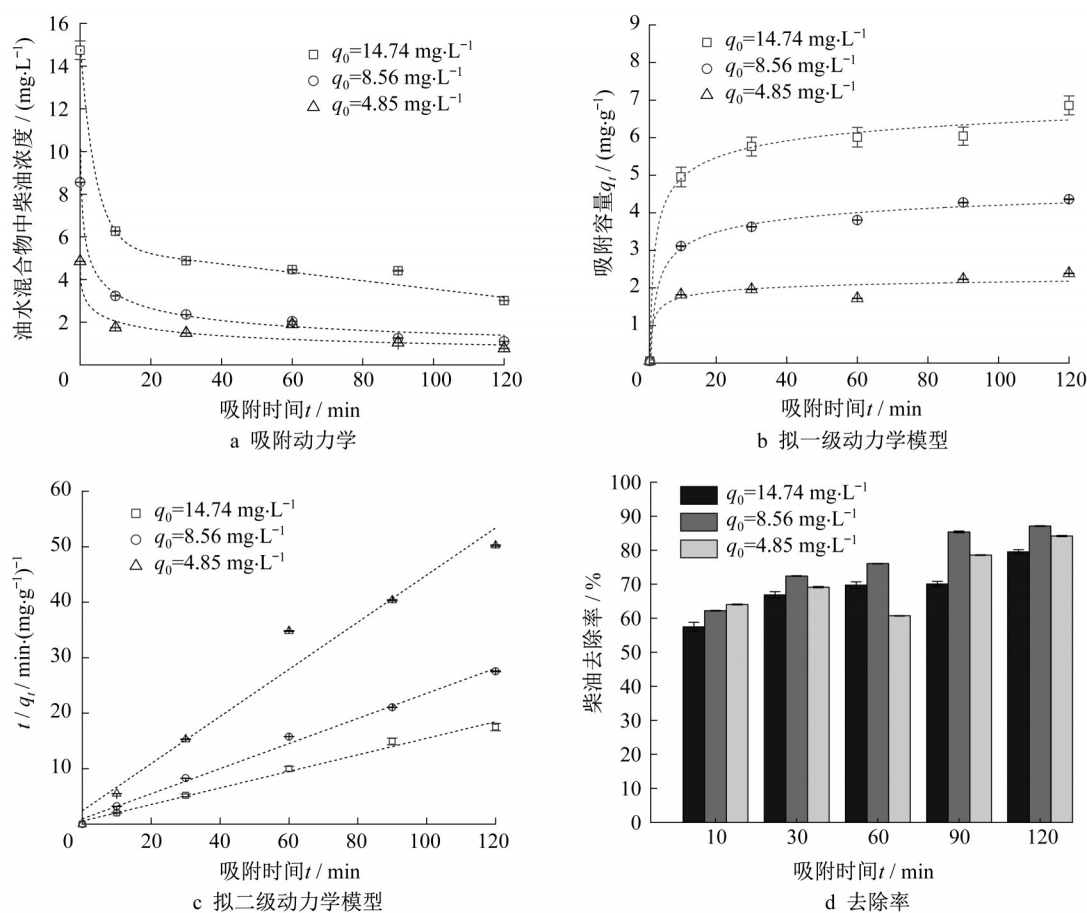 16
14
12
10
8
6
4
2
0
20
40
60
80
100
120
油水混合物中柴油浓度 / (mg·L⁻¹)
q₀=14.74 mg·L⁻¹
q₀=8.56 mg·L⁻¹
q₀=4.85 mg·L⁻¹
吸附时间t / min
a 吸附动力学
9
8
7
6
5
4
3
2
1
0
20
40
60
80
100
120
吸附容量qₜ / (mg·g⁻¹)
q₀=14.74 mg·L⁻¹
q₀=8.56 mg·L⁻¹
q₀=4.85 mg·L⁻¹
吸附时间t / min
b 拟一级动力学模型
60
50
40
30
20
10
0
20
40
60
80
100
120
t / qₜ / min·(mg·g⁻¹)⁻¹
q₀=14.74 mg·L⁻¹
q₀=8.56 mg·L⁻¹
q₀=4.85 mg·L⁻¹
吸附时间t / min
c 拟二级动力学模型
100
90
80
70
60
50
40
30
20
10
0
10
30
60
90
120
柴油去除率 / %
q₀=14.74 mg·L⁻¹
q₀=8.56 mg·L⁻¹
q₀=4.85 mg·L⁻¹
吸附时间t / min
d 去除率